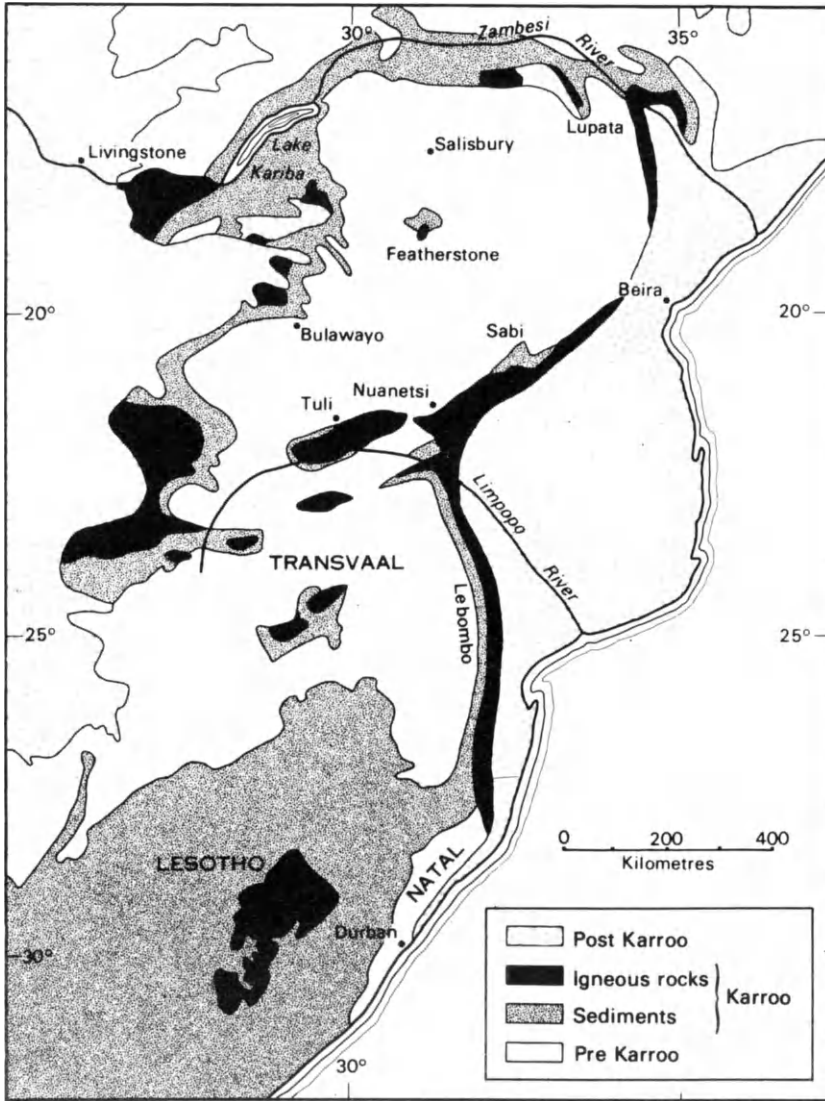 30°
35°
Zambesi
River
Lupata
Livingstone
Lake
Kariba
Salisbury
Featherstone
Beira
20°
20°
Bulawayo
Sabi
Nuanetsi
Tuli
Limpopo
River
TRANSVAAL
Lebombo
25°
25°
0 200 400
Kilometres
LESOTHO
NATAL
Durban
30°
30°
Post Karroo
Igneous rocks
Karroo
Sediments
Pre Karroo